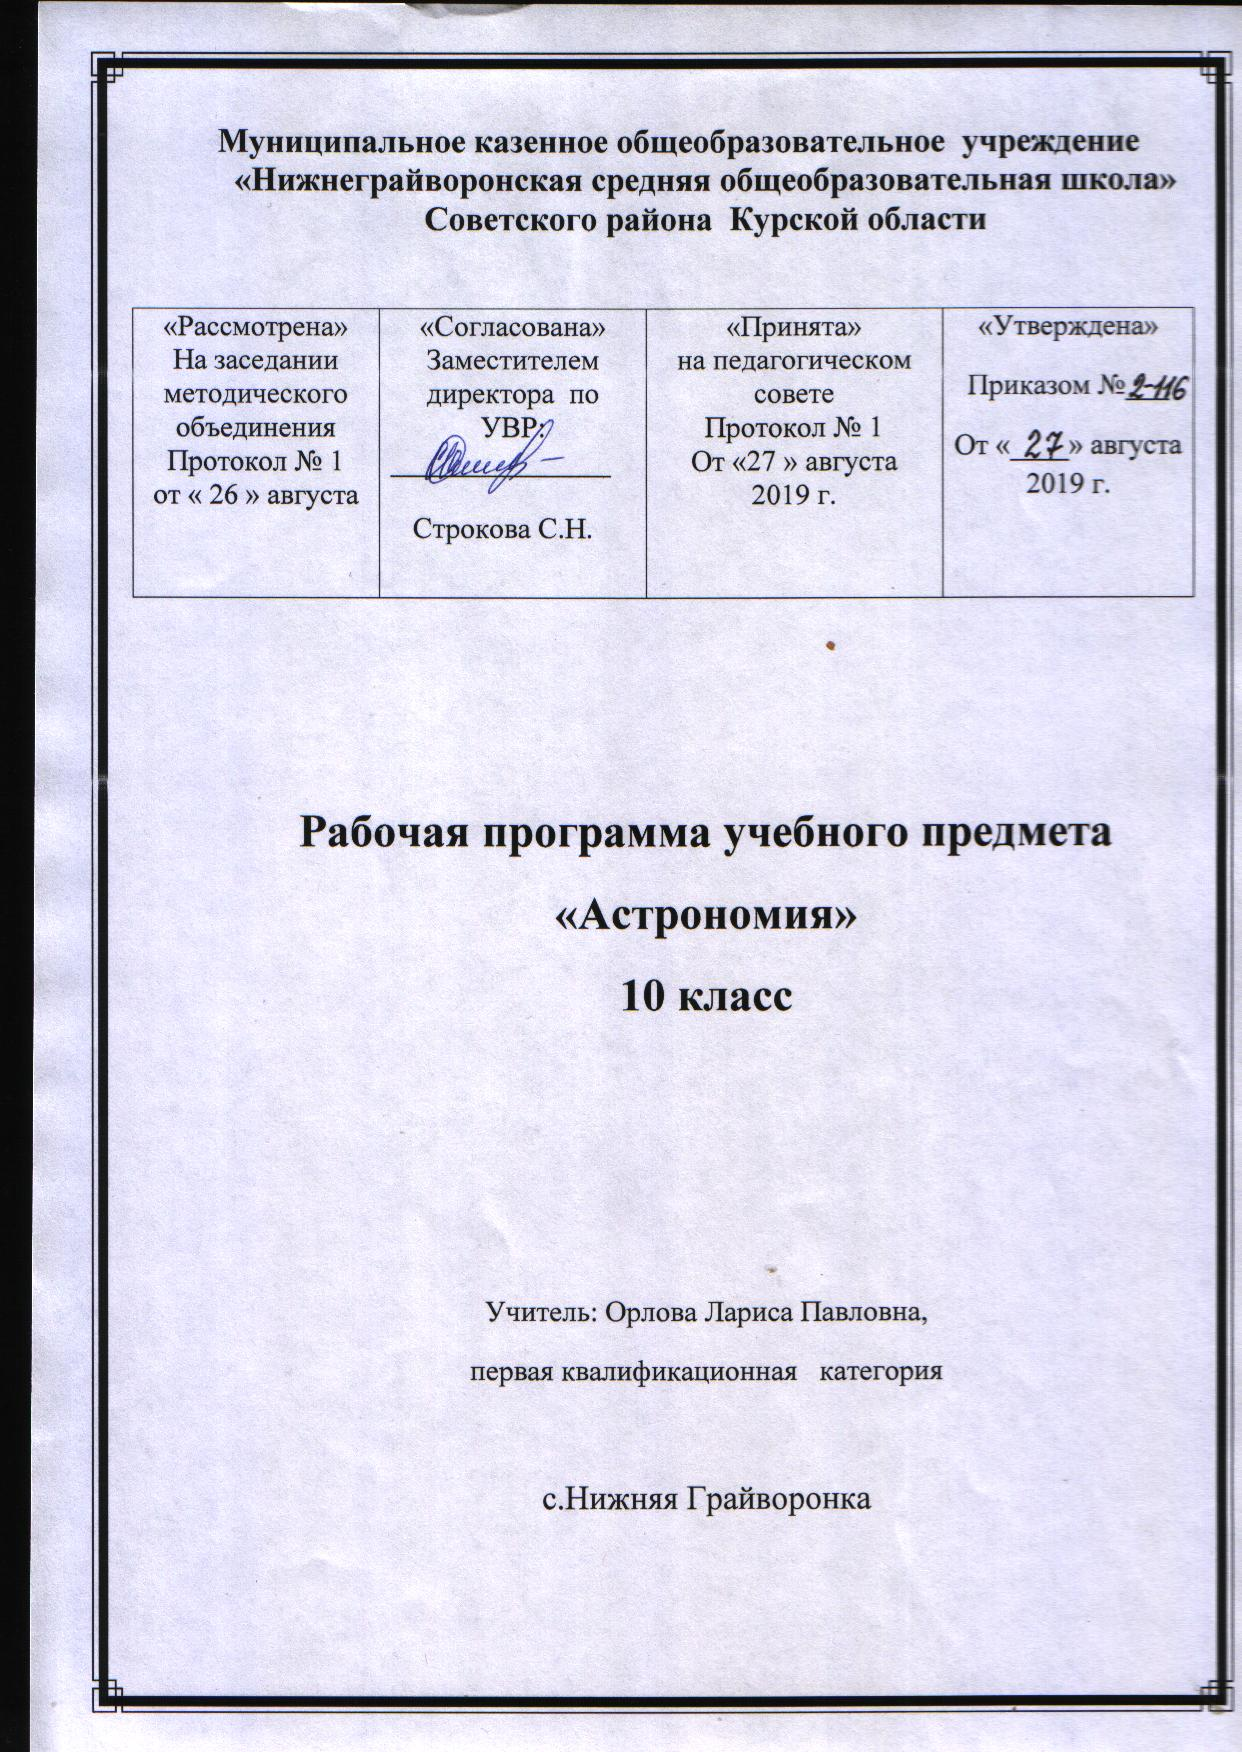 Муниципальное казенное общеобразовательное учреждение
«Нижнеграйворонская средняя общеобразовательная школа»
Советского района Курской области
«Рассмотрена»
На заседании
методического
объединения
Протокол № 1
от « 26 » августа
«Согласована»
Заместителем
директора по
УВР:
Строкова С.Н.
«Принята»
на педагогическом
совете
Протокол № 1
От «27 » августа
2019 г.
«Утверждена»
Приказом № 2-116
От « 27 » августа
2019 г.
Рабочая программа учебного предмета
«Астрономия»
10 класс
Учитель: Орлова Лариса Павловна,
первая квалификационная категория
с.Нижняя Грайворонка